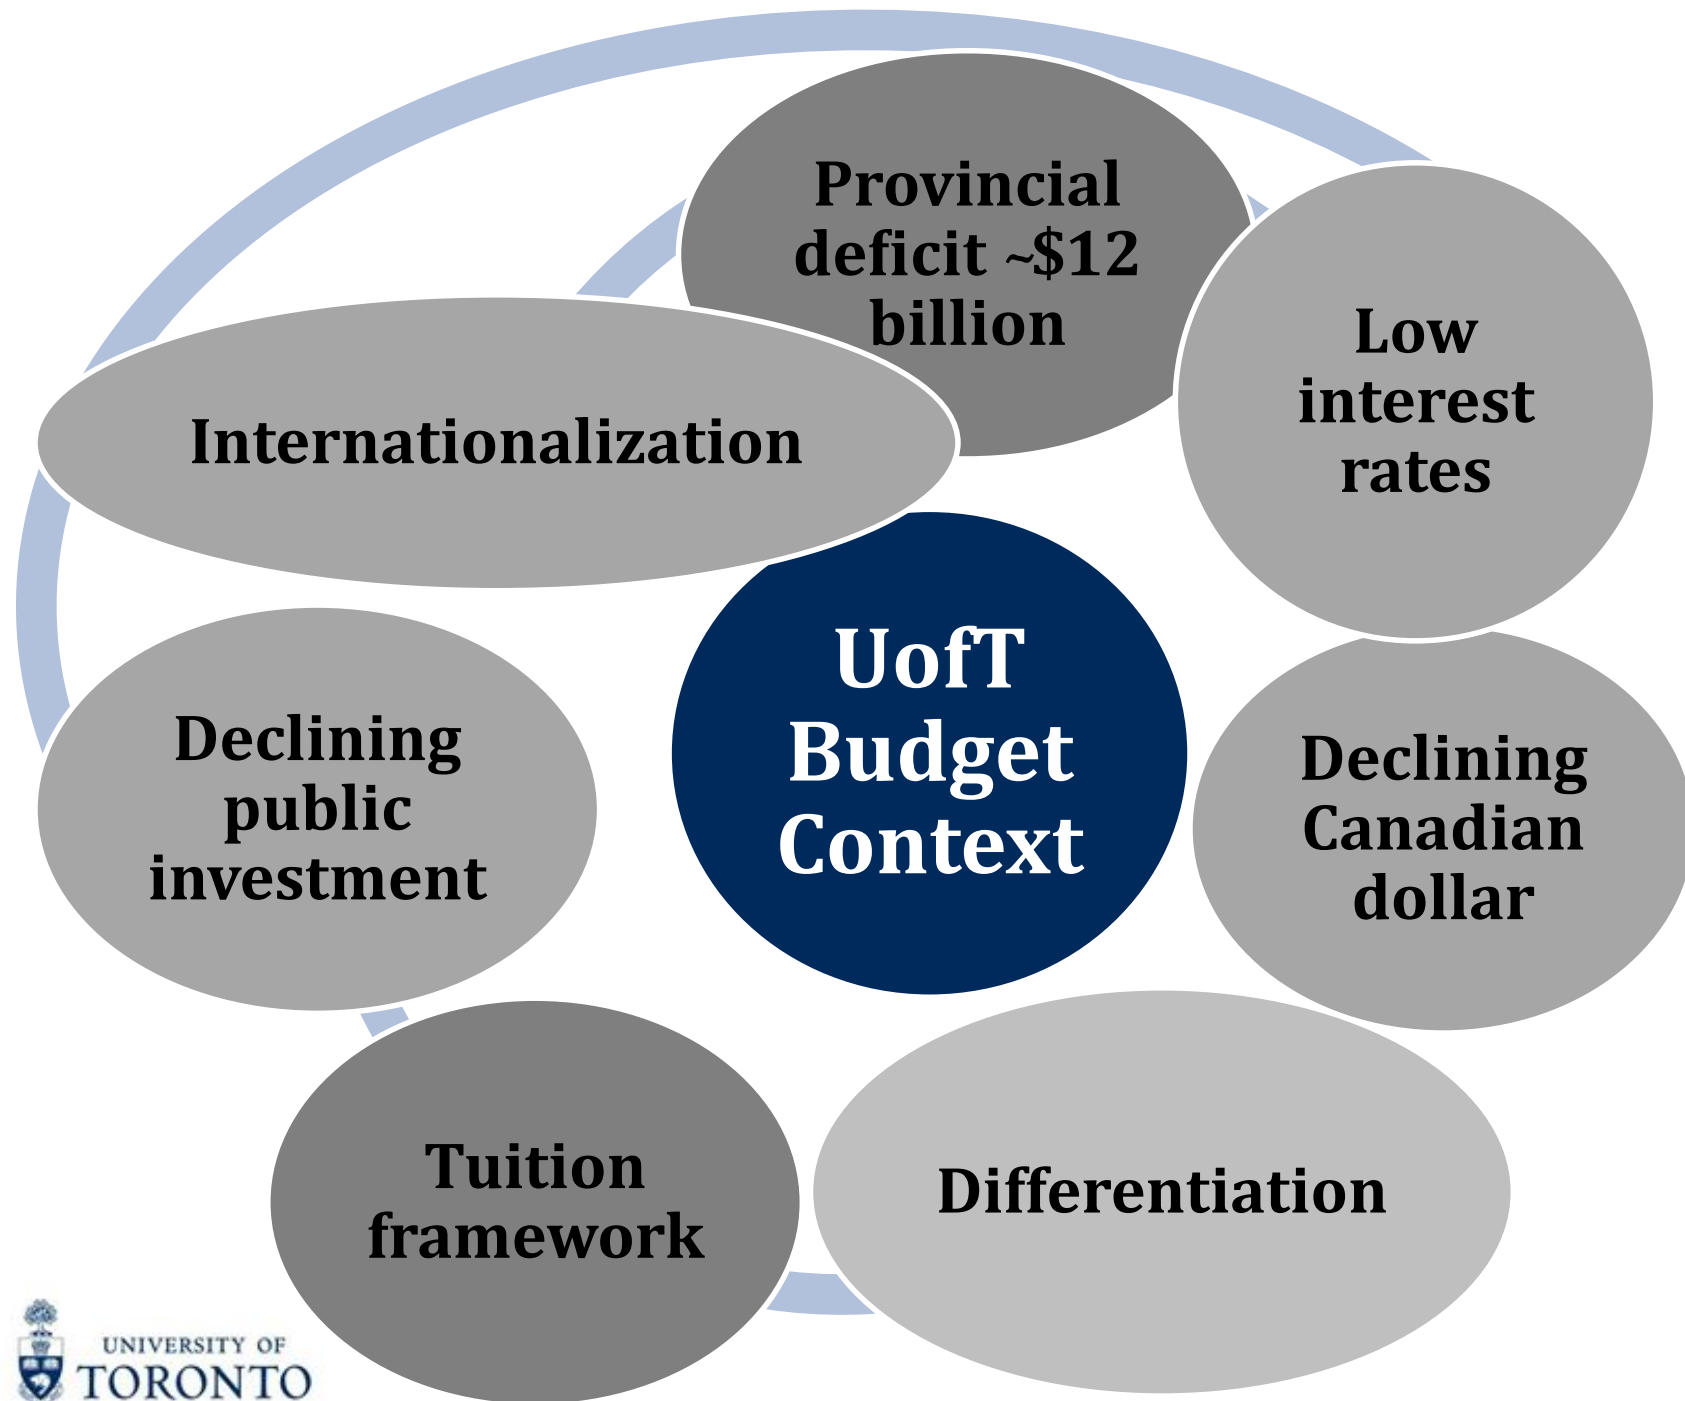 Provincial
deficit ~$12
billion
Low
interest
rates
Internationalization
UofT
Budget
Context
Declining
public
investment
Declining
Canadian
dollar
Tuition
framework
Differentiation
UNIVERSITY OF
TORONTO